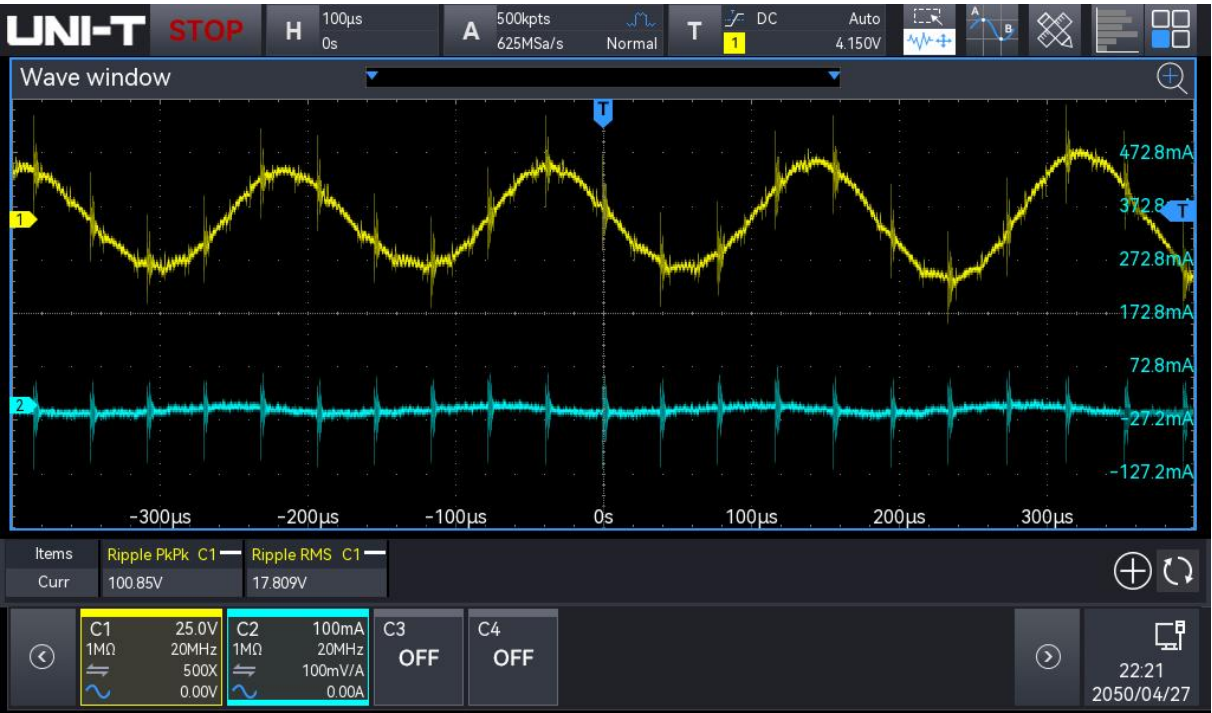 UNI-T STOP H 100µs 0s A 500kpts 625MSa/s Normal T DC 1 Auto 4.150V A B
Wave window
T
472.8mA
1
372.8 T
272.8mA
172.8mA
72.8mA
2
-27.2mA
-127.2mA
-300µs -200µs -100µs 0s 100µs 200µs 300µs
Items Ripple PkPk C1 Ripple RMS C1
Curr 100.85V 17.809V
C1 25.0V C2 100mA C3 C4
1MΩ 20MHz 1MΩ 20MHz OFF OFF
500X 100mV/A
0.00V 0.00A
22:21
2050/04/27